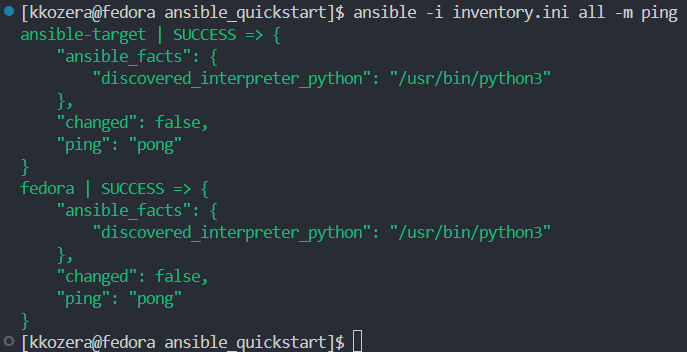 [kkozera@fedora ansible_quickstart]$ ansible -i inventory.ini all -m ping
ansible-target | SUCCESS => {
    "ansible_facts": {
        "discovered_interpreter_python": "/usr/bin/python3"
    },
    "changed": false,
    "ping": "pong"
}
fedora | SUCCESS => {
    "ansible_facts": {
        "discovered_interpreter_python": "/usr/bin/python3"
    },
    "changed": false,
    "ping": "pong"
}
[kkozera@fedora ansible_quickstart]$